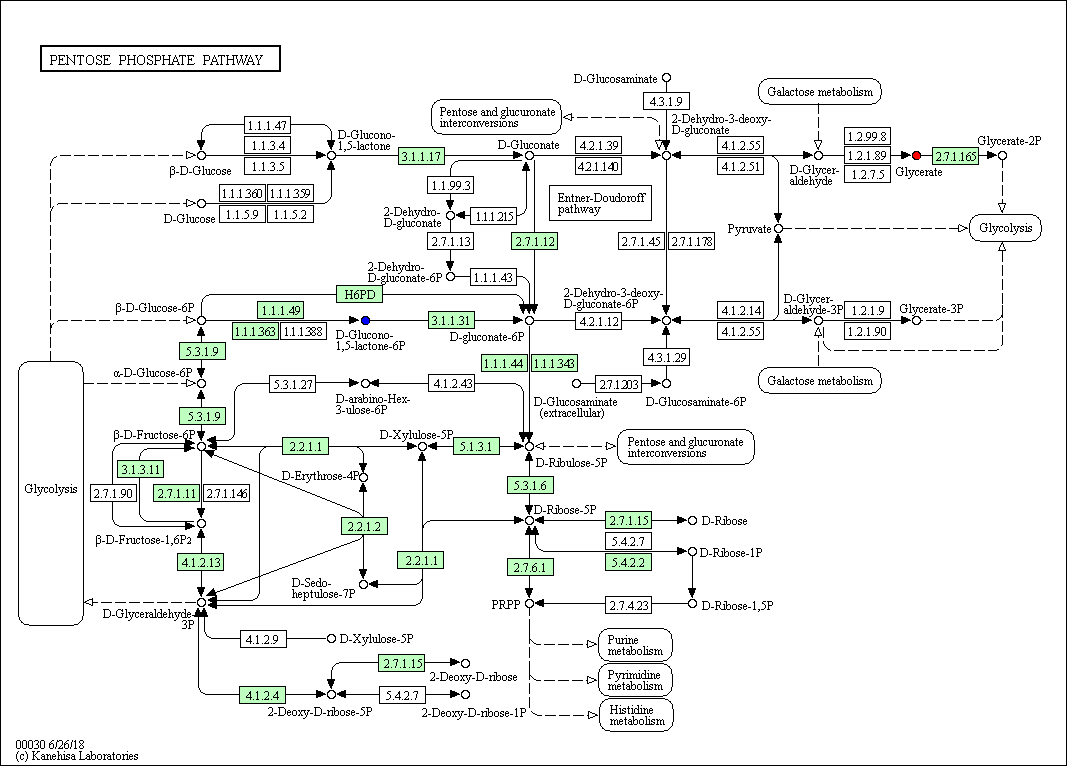 PENTOSE PHOSPHATE PATHWAY
D-Glucosaminate
4.3.1.9
Galactose metabolism
Pentose and glucuronate
interconversions
2-Dehydro-3-deoxy-
D-gluconate
1.1.1.47
D-Glucono-
1,5-lactone
1.1.3.4
1.1.3.5
β-D-Glucose
3.1.1.17
D-Gluconate
4.2.1.39
4.2.1.140
4.1.2.55
4.1.2.51
D-Glycer-
aldehyde
1.2.99.8
1.2.1.89
1.2.7.5
Glycerate
2.7.1.165
Glycerate-2P
1.1.1.360
1.1.1.359
1.1.5.9
1.1.5.2
D-Glucose
1.1.99.3
2-Dehydro-
D-gluconate
1.1.1.215
Entner-Doudoroff
pathway
2.7.1.13
2.7.1.12
2.7.1.45
2.7.1.178
Pyruvate
Glycolysis
2-Dehydro-
D-gluconate-6P
1.1.1.43
H6PD
β-D-Glucose-6P
1.1.1.49
1.1.1.363
1.1.1.388
D-Glucono-
1,5-lactone-6P
3.1.1.31
D-gluconate-6P
2-Dehydro-3-deoxy-
D-gluconate-6P
4.2.1.12
4.1.2.14
4.1.2.55
D-Glycer-
aldehyde-3P
1.2.1.9
1.2.1.90
Glycerate-3P
5.3.1.9
1.1.1.44
1.1.1.343
4.3.1.29
Galactose metabolism
α-D-Glucose-6P
5.3.1.27
D-arabino-Hex-
3-ulose-6P
4.1.2.43
D-Glucosaminate
(extracellular)
2.7.1.203
D-Glucosaminate-6P
5.3.1.9
β-D-Fructose-6P
2.2.1.1
D-Xylulose-5P
5.1.3.1
D-Ribulose-5P
Pentose and glucuronate
interconversions
Glycolysis
3.1.3.11
2.7.1.90
2.7.1.11
2.7.1.146
D-Erythrose-4P
5.3.1.6
2.2.1.2
D-Ribose-5P
2.7.1.15
D-Ribose
5.4.2.7
5.4.2.2
D-Ribose-1P
β-D-Fructose-1,6P2
4.1.2.13
2.2.1.1
2.7.6.1
D-Sedo-
heptulose-7P
D-Glyceraldehyde-
3P
PRPP
2.7.4.23
D-Ribose-1,5P
4.1.2.9
D-Xylulose-5P
Purine
metabolism
2.7.1.15
2-Deoxy-D-ribose
Pyrimidine
metabolism
4.1.2.4
2-Deoxy-D-ribose-5P
5.4.2.7
2-Deoxy-D-ribose-1P
Histidine
metabolism
00030 6/26/18
(c) Kanehisa Laboratories